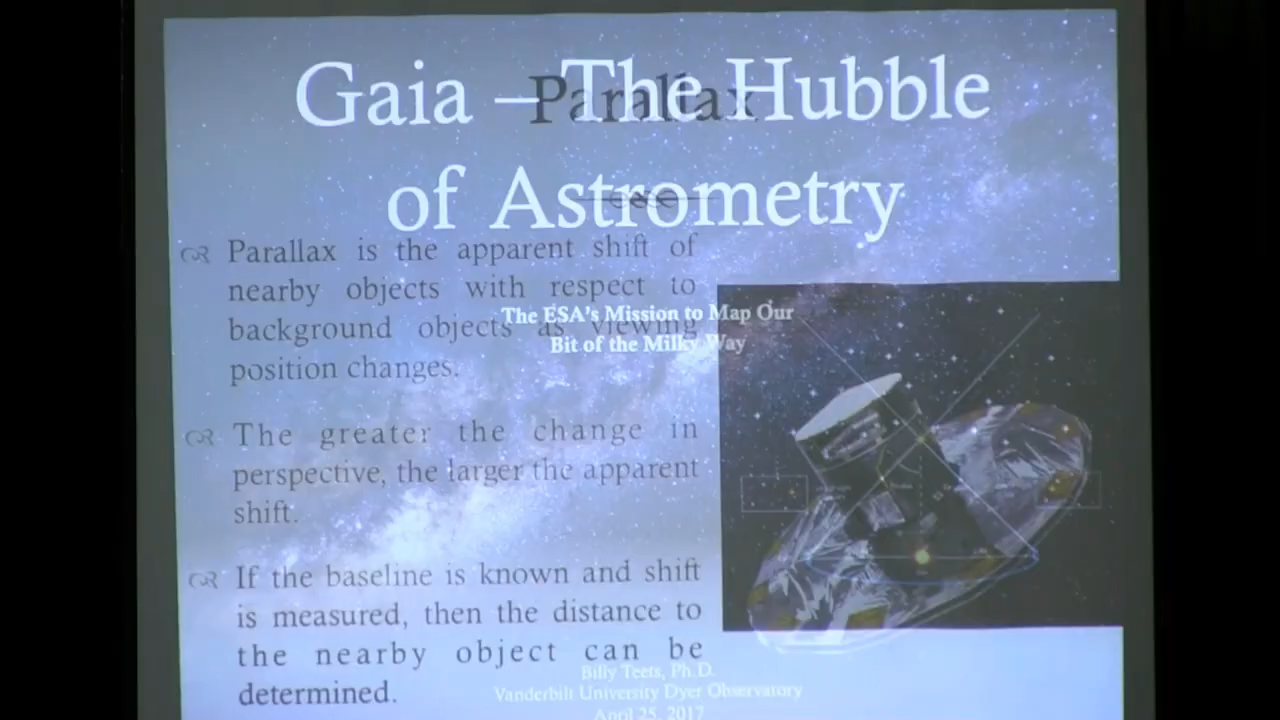 Gaia – The Hubble
of Astrometry
The ESA's Mission to Map Our
Bit of the Milky Way
Billy Teets, Ph.D.
Vanderbilt University Dyer Observatory
April 25, 2017
Parallax
Parallax is the apparent shift of
nearby objects with respect to
background objects as viewing
position changes.
The greater the change in
perspective, the larger the apparent
shift.
If the baseline is known and shift
is measured, then the distance to
the nearby object can be
determined.